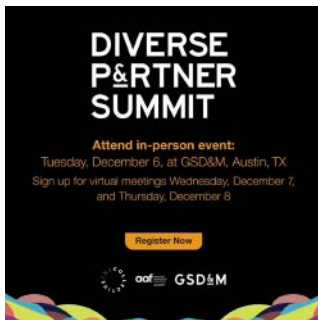 DIVERSE
P&RTNER
SUMMIT
Attend in-person event:
Tuesday, December 6, at GSD&M, Austin, TX
Sign up for virtual meetings Wednesday, December 7,
and Thursday, December 8
Register Now
COLLECTIVE
aaf GSD&M